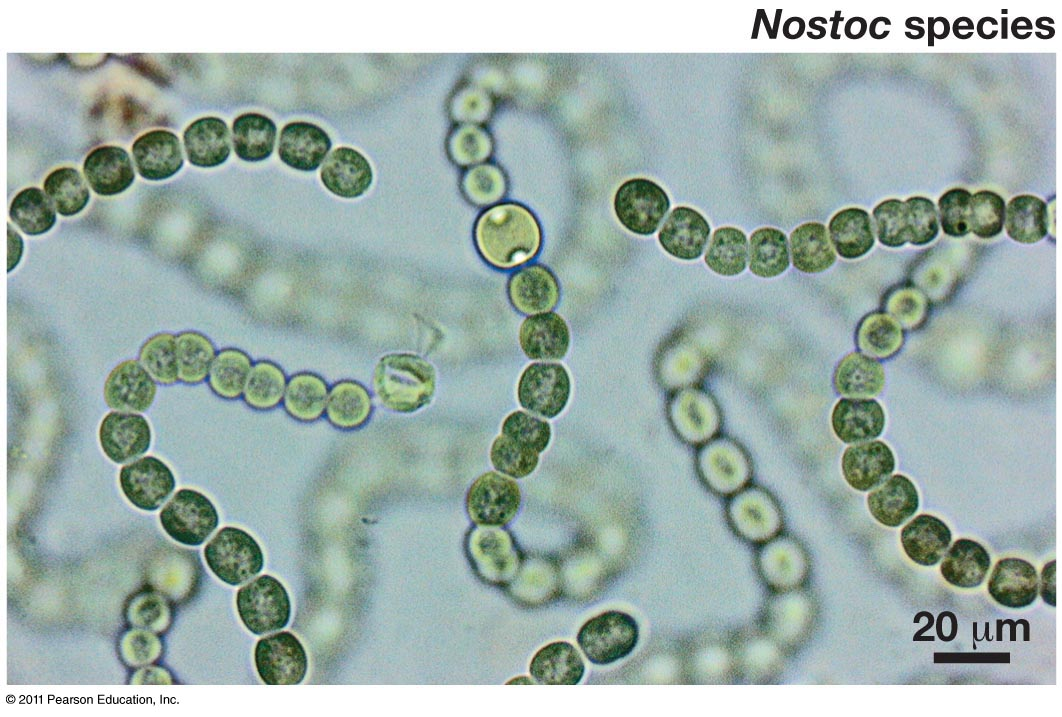 Nostoc species
20 μm
© 2011 Pearson Education, Inc.